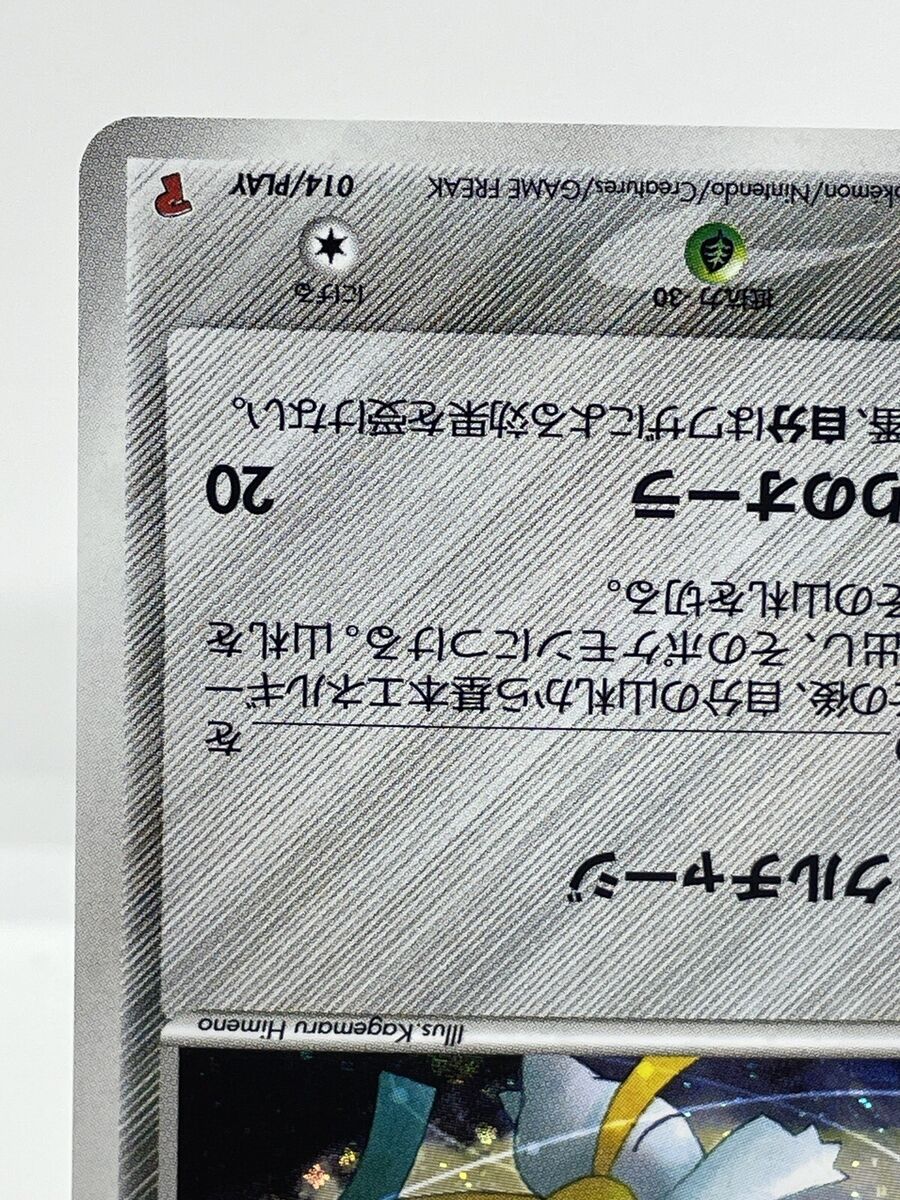 Illus.Kagemaru Himeno
クルチャージ
を
その後、自分の山札から基本エネルギー
出し、そのポケモンにつける。山札を
その山札を切る。
わのオーラ 20
番、自分はワザによる効果を受けない。
抵抗力 -30 にげる
okémon/Nintendo/Creatures/GAME FREAK 014/PLAY